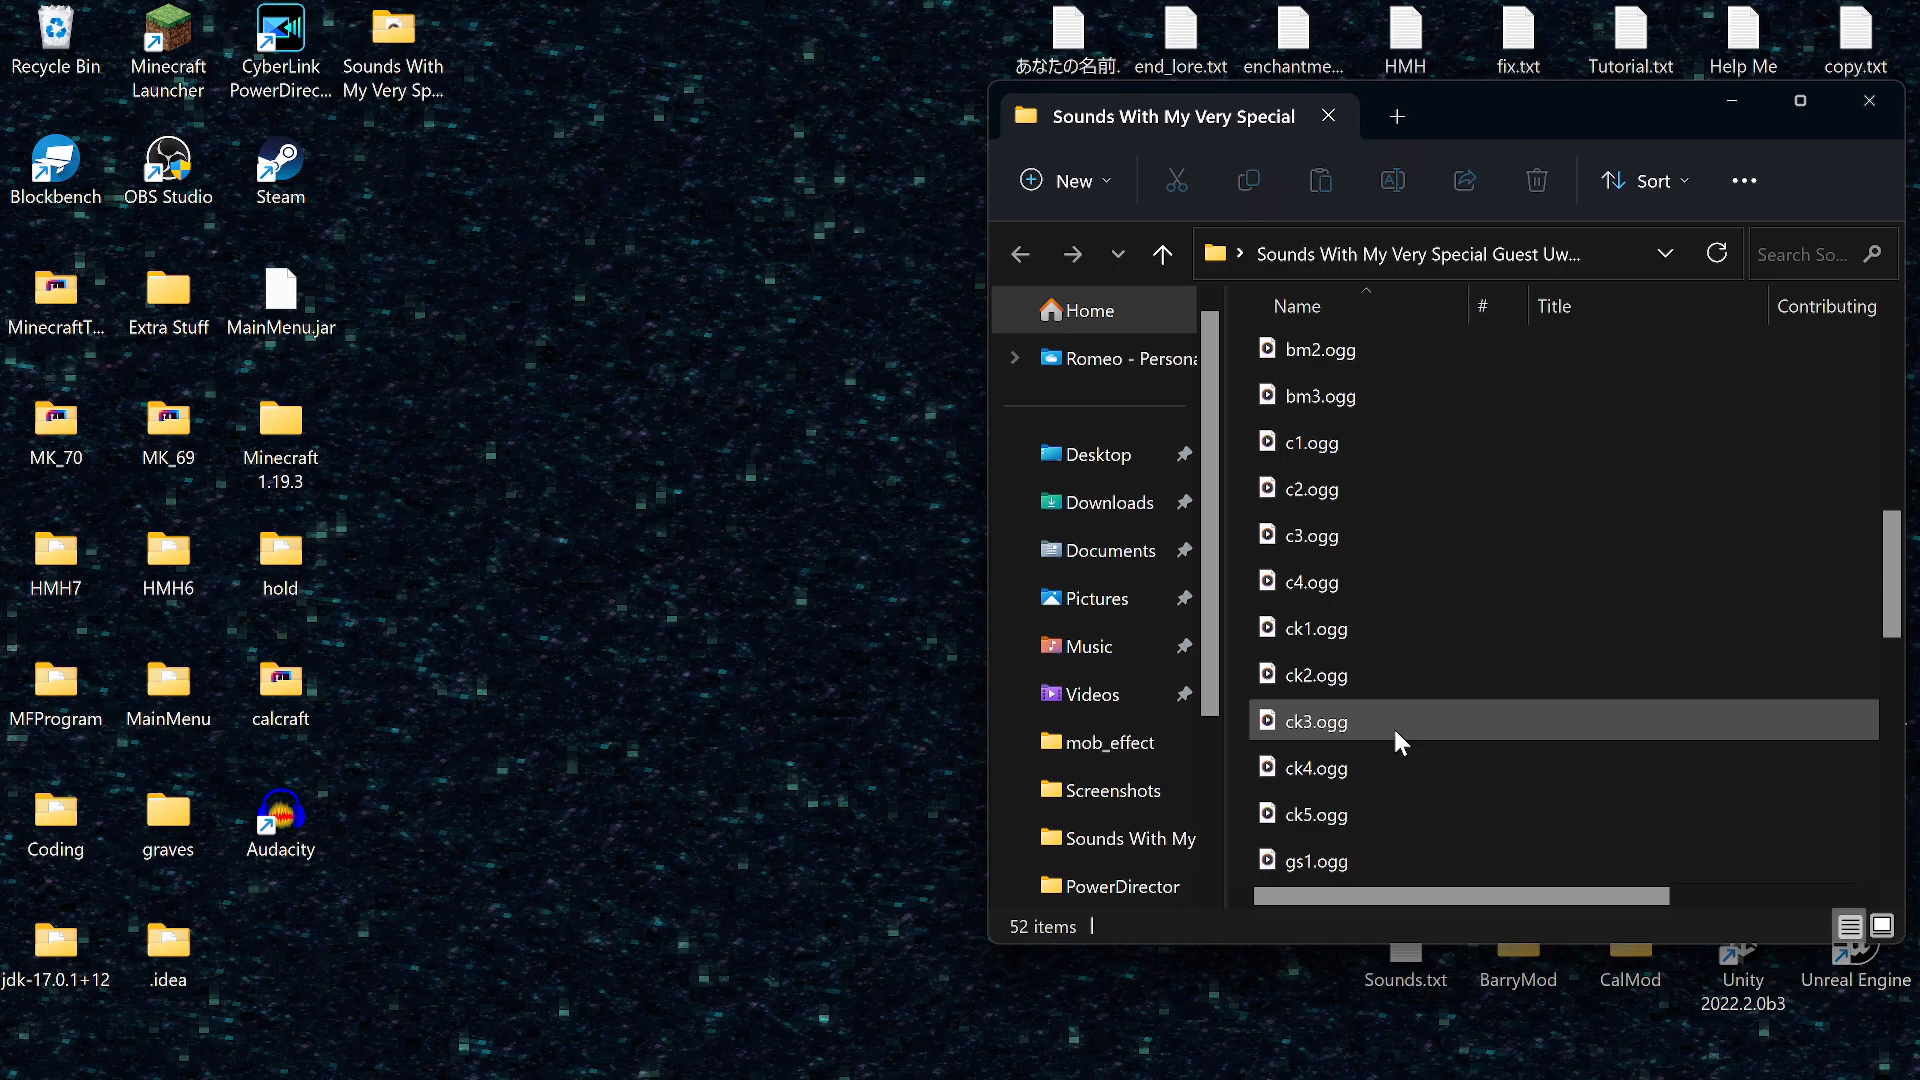 Recycle Bin
Minecraft
Launcher
CyberLink
PowerDirec...
Sounds With
My Very Sp...
Blockbench
OBS Studio
Steam
MinecraftT...
Extra Stuff
MainMenu.jar
MK_70
MK_69
Minecraft
1.19.3
HMH7
HMH6
hold
MFProgram
MainMenu
calcraft
Coding
graves
Audacity
jdk-17.0.1+12
.idea
あなたの名前.
end_lore.txt
enchantme...
HMH
fix.txt
Tutorial.txt
Help Me
copy.txt
Sounds With My Very Special
New
Sort
Sounds With My Very Special Guest Uw...
Search So...
Home
Romeo - Persona
Desktop
Downloads
Documents
Pictures
Music
Videos
mob_effect
Screenshots
Sounds With My
PowerDirector
Name
#
Title
Contributing
bm2.ogg
bm3.ogg
c1.ogg
c2.ogg
c3.ogg
c4.ogg
ck1.ogg
ck2.ogg
ck3.ogg
ck4.ogg
ck5.ogg
gs1.ogg
52 items
Sounds.txt
BarryMod
CalMod
Unity
2022.2.0b3
Unreal Engine